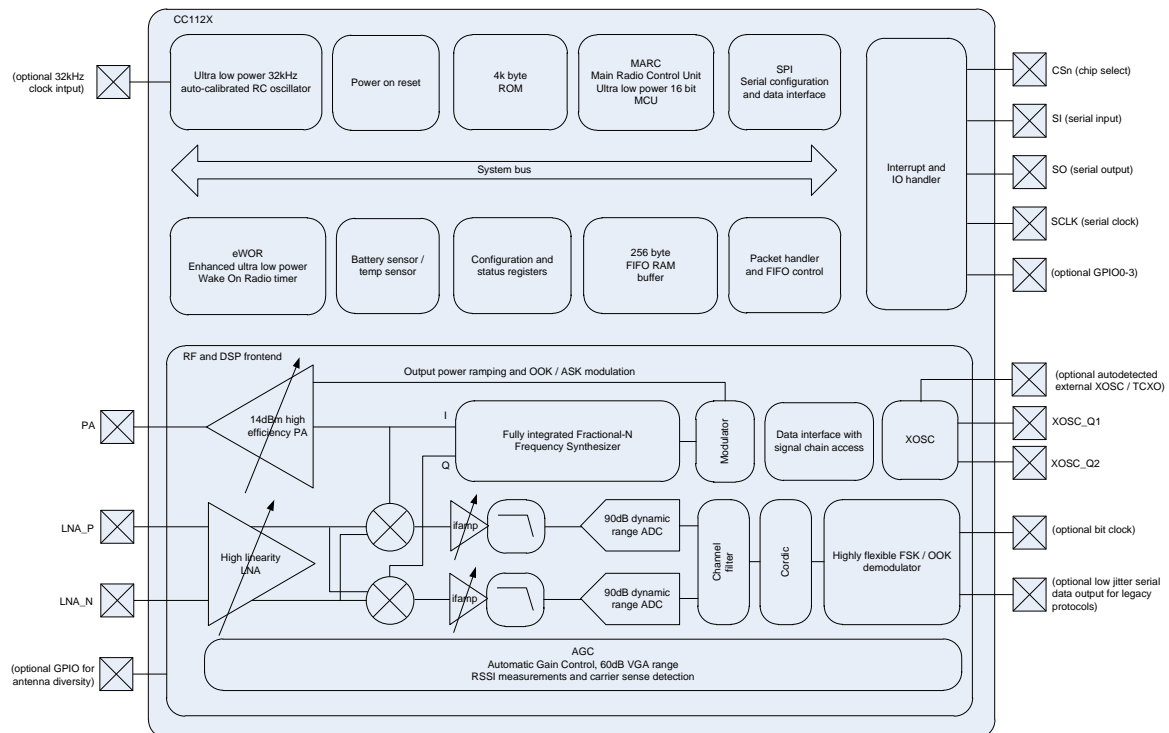 CC112X
(optional 32kHz
clock intput)
Ultra low power 32kHz
auto-calibrated RC oscillator
Power on reset
4k byte
ROM
MARC
Main Radio Control Unit
Ultra low power 16 bit
MCU
SPI
Serial configuration
and data interface
System bus
Interrupt and
IO handler
CSn (chip select)
SI (serial input)
SO (serial output)
SCLK (serial clock)
(optional GPIO0-3)
eWOR
Enhanced ultra low power
Wake On Radio timer
Battery sensor /
temp sensor
Configuration and
status registers
256 byte
FIFO RAM
buffer
Packet handler
and FIFO control
RF and DSP frontend
Output power ramping and OOK / ASK modulation
PA
14dBm high
efficiency PA
I
Q
Fully integrated Fractional-N
Frequency Synthesizer
Modulator
Data interface with
signal chain access
XOSC
(optional autodetected
external XOSC / TCXO)
XOSC_Q1
XOSC_Q2
LNA_P
LNA_N
High linearity
LNA
ifamp
90dB dynamic
range ADC
ifamp
90dB dynamic
range ADC
Channel
filter
Cordic
Highly flexible FSK / OOK
demodulator
(optional bit clock)
(optional low jitter serial
data output for legacy
protocols)
(optional GPIO for
antenna diversity)
AGC
Automatic Gain Control, 60dB VGA range
RSSI measurements and carrier sense detection